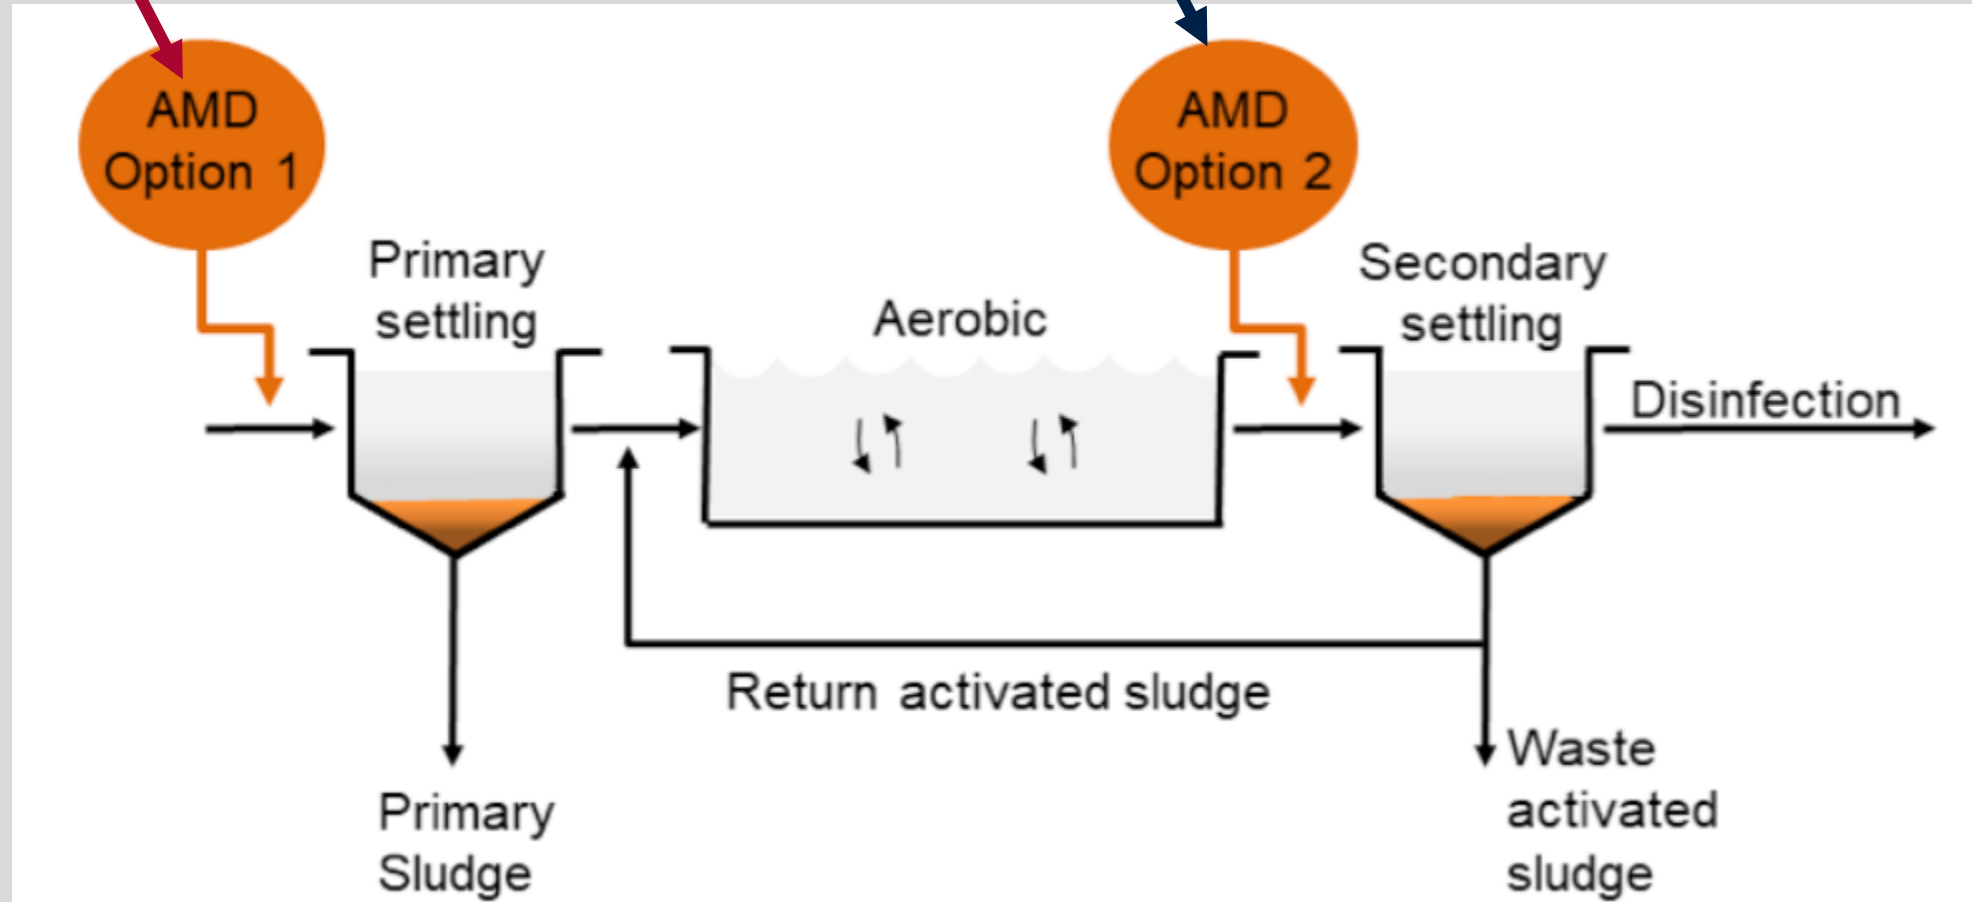 AMD
Option 1
AMD
Option 2
Primary
settling
Aerobic
Secondary
settling
Disinfection
Return activated sludge
Primary
Sludge
Waste
activated
sludge